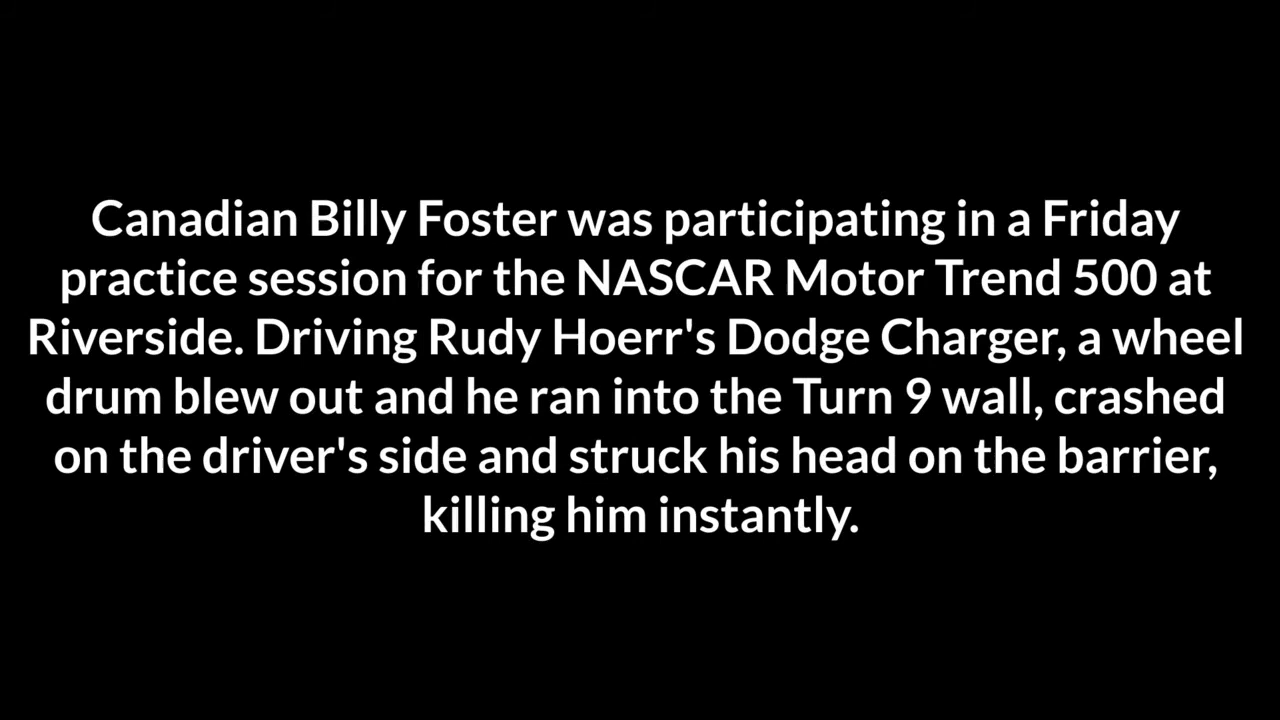 Canadian Billy Foster was participating in a Friday
practice session for the NASCAR Motor Trend 500 at
Riverside. Driving Rudy Hoerr's Dodge Charger, a wheel
drum blew out and he ran into the Turn 9 wall, crashed
on the driver's side and struck his head on the barrier,
killing him instantly.